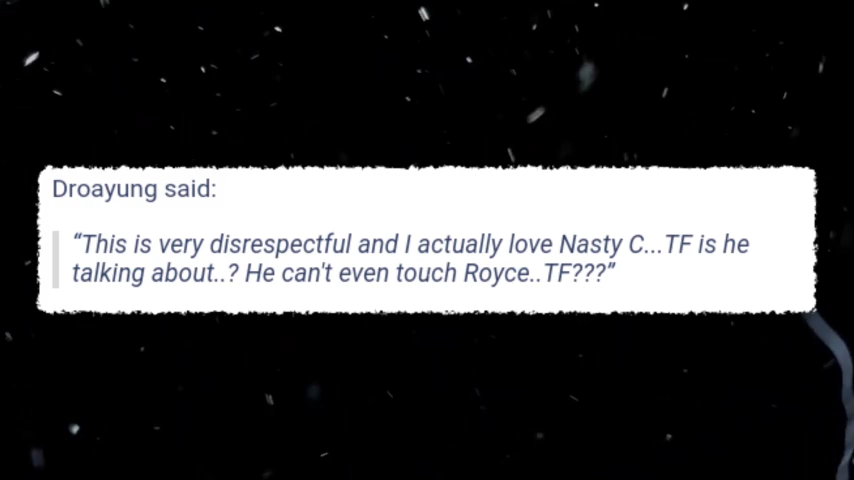 Droayung said:
“This is very disrespectful and I actually love Nasty C...TF is he
talking about..? He can't even touch Royce..TF???”